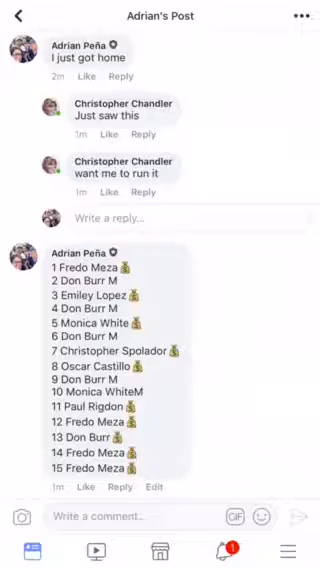 Adrian's Post
Adrian Peña
I just got home
2m Like Reply
Christopher Chandler
Just saw this
1m Like Reply
Christopher Chandler
want me to run it
1m Like Reply
Write a reply...
Adrian Peña
1 Fredo Meza💰
2 Don Burr M
3 Emiley Lopez💰
4 Don Burr M
5 Monica White💰
6 Don Burr M
7 Christopher Spolador💰
8 Oscar Castillo💰
9 Don Burr M
10 Monica WhiteM
11 Paul Rigdon💰
12 Fredo Meza💰
13 Don Burr💰
14 Fredo Meza💰
15 Fredo Meza💰
1m Like Reply Edit
Write a comment...
GIF
1